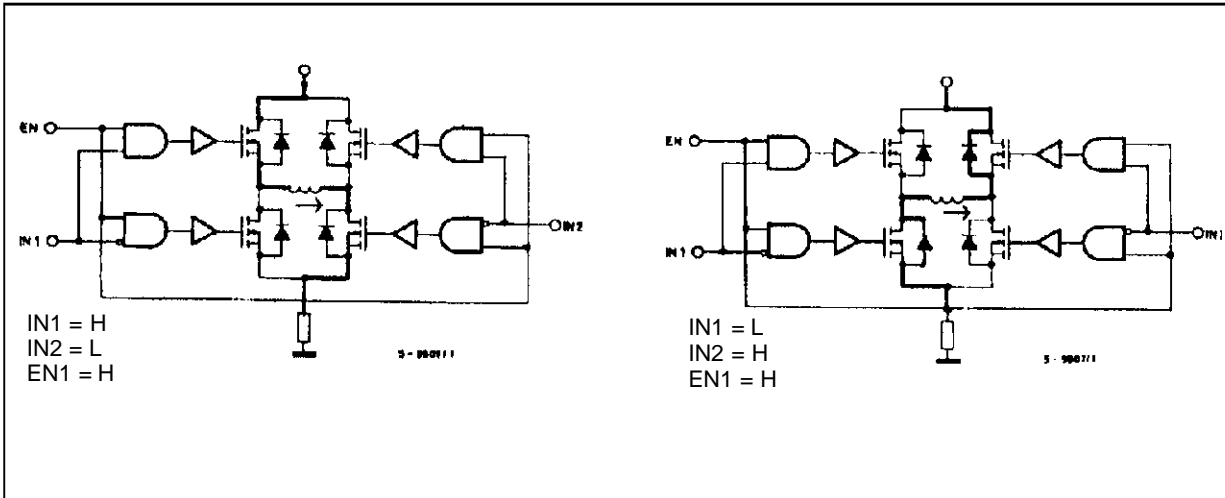 EN
IN1
IN2
IN1 = H
IN2 = L
EN1 = H
EN
IN1
IN1 = L
IN2 = H
EN1 = H